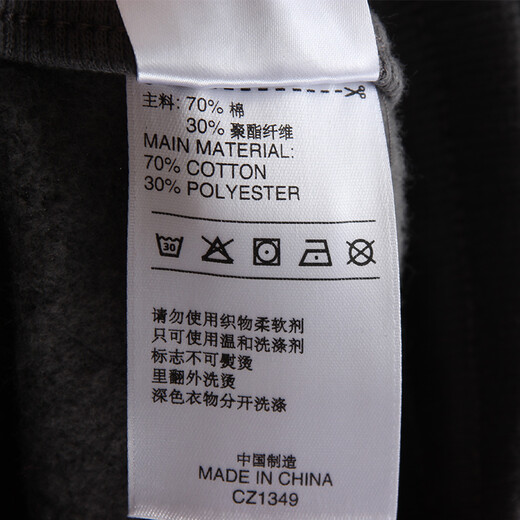 主料: 70% 棉
30% 聚酯纤维
MAIN MATERIAL:
70% COTTON
30% POLYESTER
30
请勿使用织物柔软剂
只可使用温和洗涤剂
标志不可熨烫
里翻外洗烫
深色衣物分开洗涤
中国制造
MADE IN CHINA
CZ1349